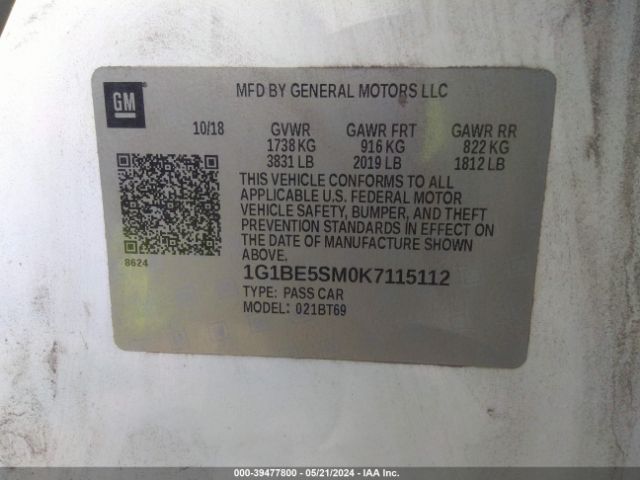 GM
MFD BY GENERAL MOTORS LLC
10/18 GVWR GAWR FRT GAWR RR
1738 KG 916 KG 822 KG
3831 LB 2019 LB 1812 LB
THIS VEHICLE CONFORMS TO ALL
APPLICABLE U.S. FEDERAL MOTOR
VEHICLE SAFETY, BUMPER, AND THEFT
PREVENTION STANDARDS IN EFFECT ON
THE DATE OF MANUFACTURE SHOWN
ABOVE.
8624
1G1BE5SM0K7115112
TYPE: PASS CAR
MODEL: 021BT69
000-39477800 - 05/21/2024 - IAA Inc.